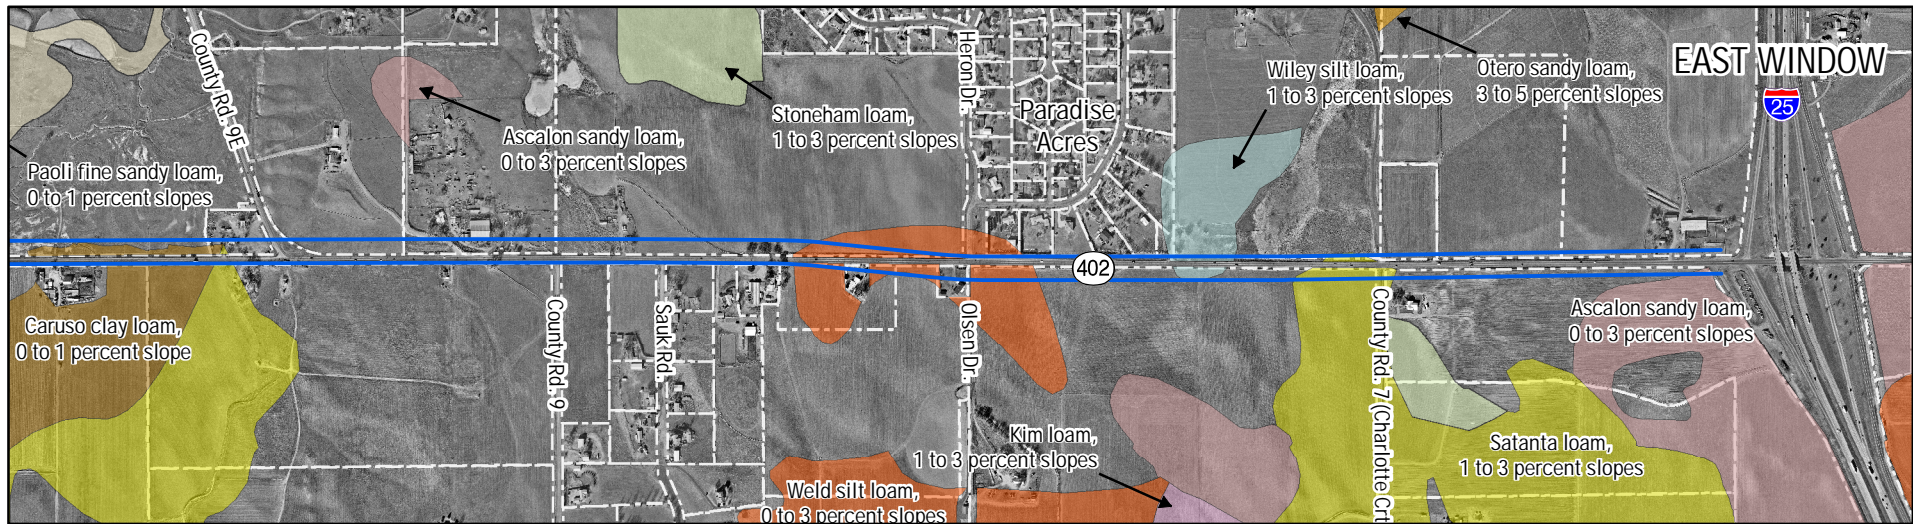 EAST WINDOW
25
County Rd. 9E
Heron Dr.
Paradise
Acres
Wiley silt loam,
1 to 3 percent slopes
Otero sandy loam,
3 to 5 percent slopes
Stoneham loam,
1 to 3 percent slopes
Ascalon sandy loam,
0 to 3 percent slopes
Paoli fine sandy loam,
0 to 1 percent slopes
402
Caruso clay loam,
0 to 1 percent slope
County Rd. 9
Sauk Rd.
Olsen Dr.
County Rd. 7 (Charlotte Crt
Ascalon sandy loam,
0 to 3 percent slopes
Kim loam,
1 to 3 percent slopes
Satanta loam,
1 to 3 percent slopes
Weld silt loam,
0 to 3 percent slopes